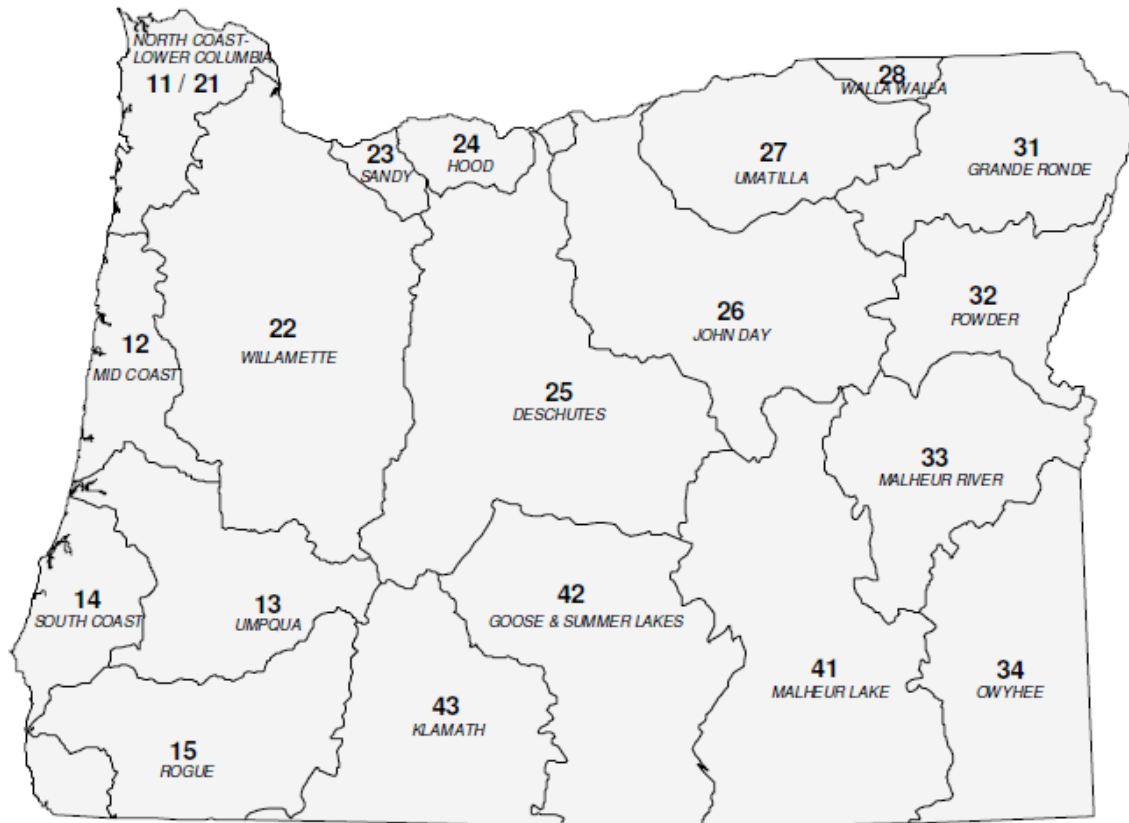 NORTH COAST-
LOWER COLUMBIA
11 / 21
28
WALLA WALLA
23
SANDY
24
HOOD
27
UMATILLA
31
GRANDE RONDE
12
MID COAST
22
WILLAMETTE
26
JOHN DAY
32
POWDER
25
DESCHUTES
33
MALHEUR RIVER
14
SOUTH COAST
13
UMPQUA
42
GOOSE & SUMMER LAKES
41
MALHEUR LAKE
34
OWYHEE
43
KLAMATH
15
ROGUE